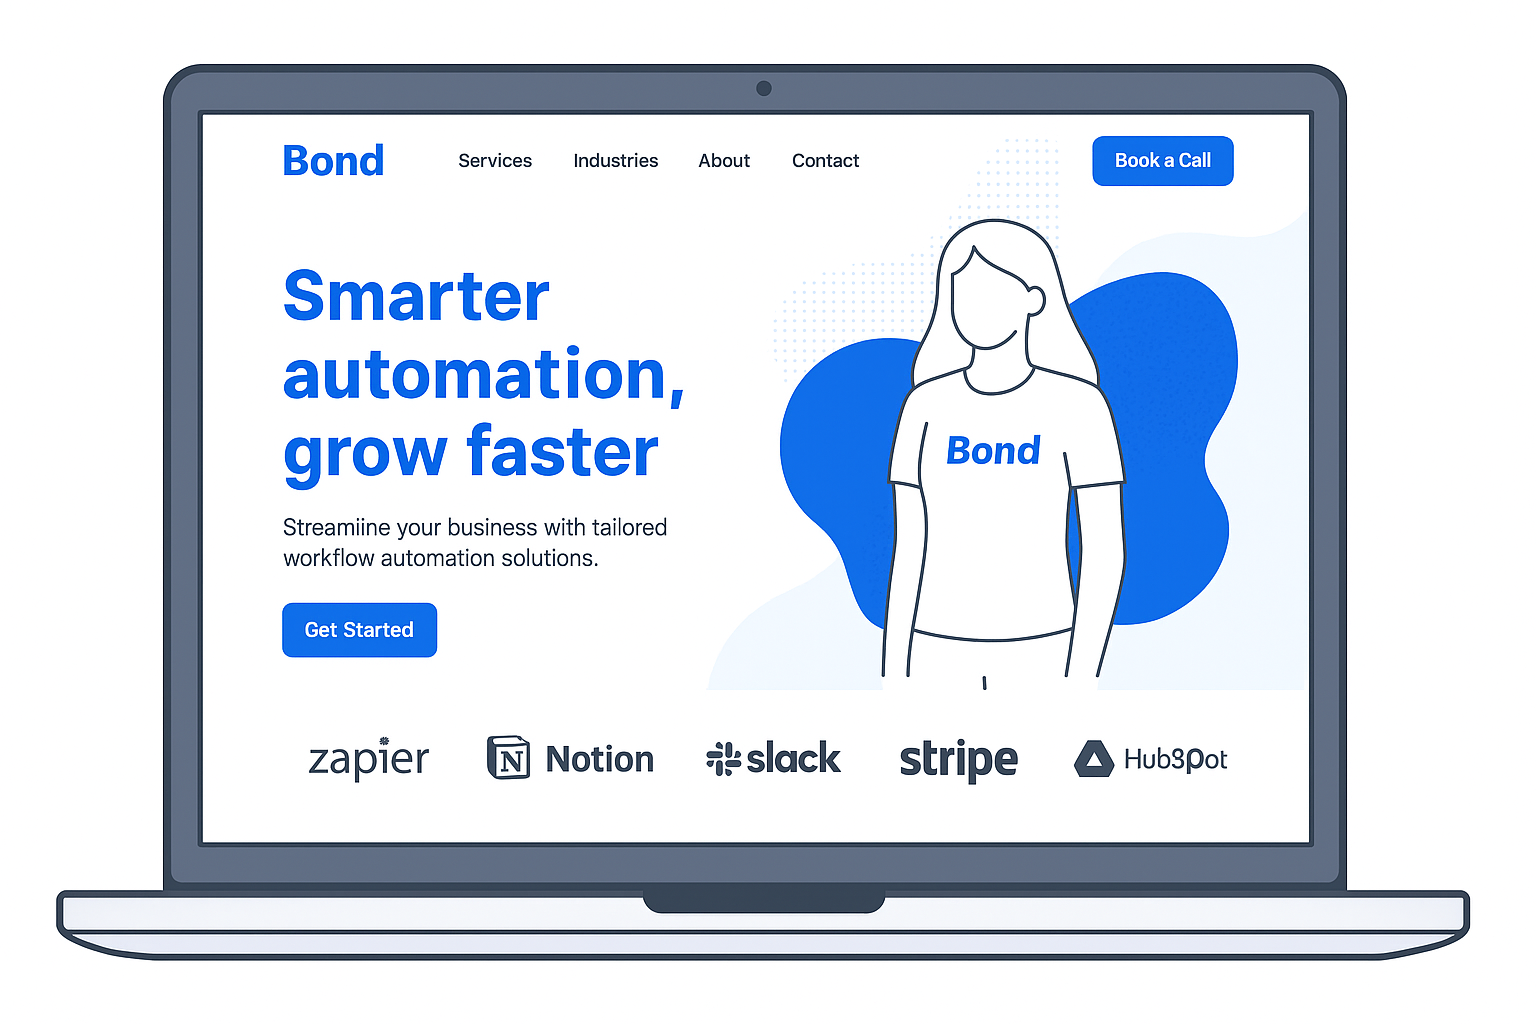 Bond
Services Industries About Contact
Book a Call
Smarter
automation,
grow faster
Streamiine your business with tailored
workflow automation solutions.
Get Started
Bond
zapier
N Notion
slack
stripe
Hub3pot